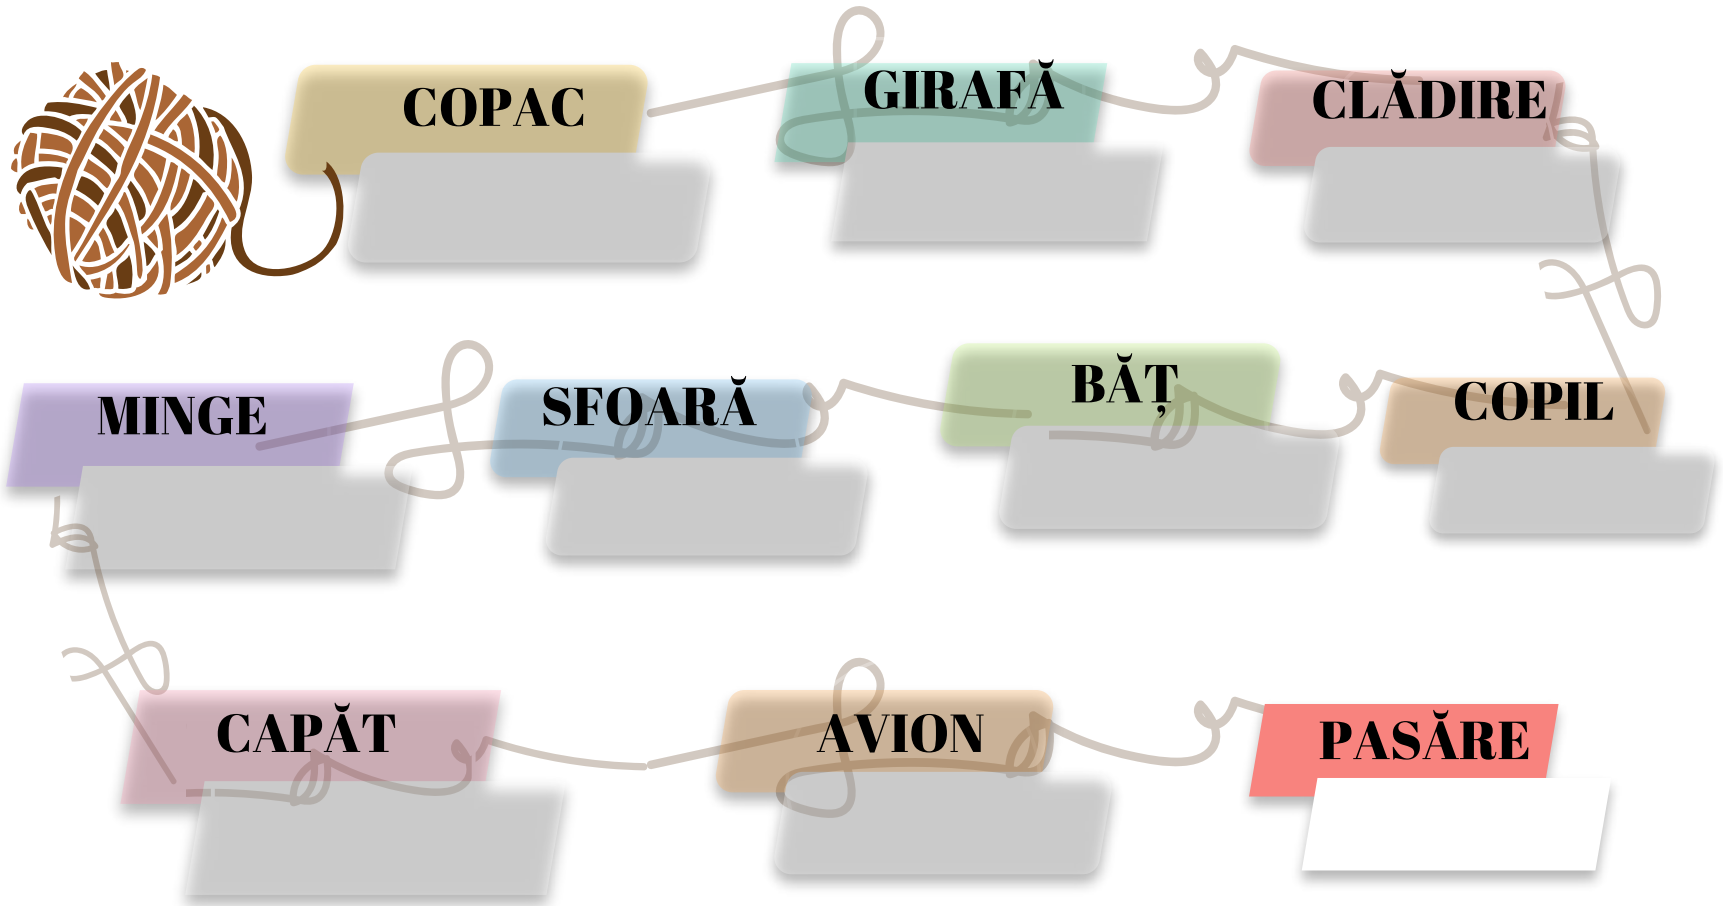 COPAC
GIRAFĂ
CLĂDIRE
MINGE
SFOARĂ
BĂȚ
COPIL
CAPĂT
AVION
PASĂRE